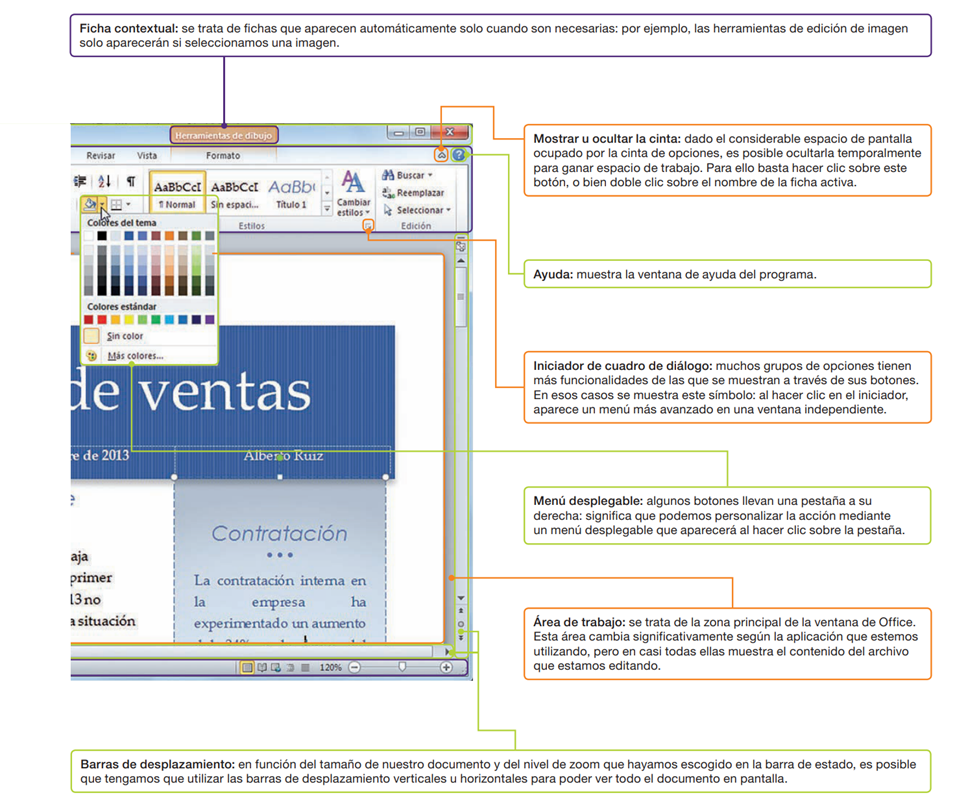 Ficha contextual: se trata de fichas que aparecen automáticamente solo cuando son necesarias: por ejemplo, las herramientas de edición de imagen
solo aparecerán si seleccionamos una imagen.
Herramientas de dibujo
Revisar Vista Formato
AaBbCcI AaBbCcI AaBb(
¶ Normal Sin espaci... Título 1
Cambiar
estilos
Buscar
Reemplazar
Seleccionar
Estilos Edición
Colores del tema
Colores estándar
Sin color
Más colores...
de ventas
re de 2013 Alberto Ruiz
Contratación
La contratación interna en
la empresa ha
experimentado un aumento
aja
primer
13 no
a situación
120%
Mostrar u ocultar la cinta: dado el considerable espacio de pantalla
ocupado por la cinta de opciones, es posible ocultarla temporalmente
para ganar espacio de trabajo. Para ello basta hacer clic sobre este
botón, o bien doble clic sobre el nombre de la ficha activa.
Ayuda: muestra la ventana de ayuda del programa.
Iniciador de cuadro de diálogo: muchos grupos de opciones tienen
más funcionalidades de las que se muestran a través de sus botones.
En esos casos se muestra este símbolo: al hacer clic en el iniciador,
aparece un menú más avanzado en una ventana independiente.
Menú desplegable: algunos botones llevan una pestaña a su
derecha: significa que podemos personalizar la acción mediante
un menú desplegable que aparecerá al hacer clic sobre la pestaña.
Área de trabajo: se trata de la zona principal de la ventana de Office.
Esta área cambia significativamente según la aplicación que estemos
utilizando, pero en casi todas ellas muestra el contenido del archivo
que estamos editando.
Barras de desplazamiento: en función del tamaño de nuestro documento y del nivel de zoom que hayamos escogido en la barra de estado, es posible
que tengamos que utilizar las barras de desplazamiento verticales u horizontales para poder ver todo el documento en pantalla.